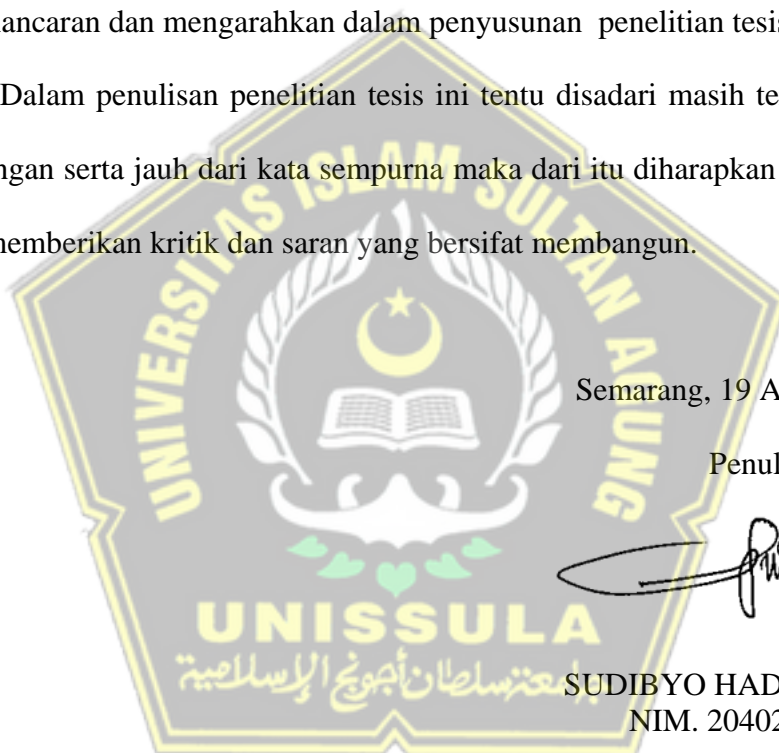 ancaran dan mengarahkan dalam penyusunan penelitian tesis
Dalam penulisan penelitian tesis ini tentu disadari masih te
ngan serta jauh dari kata sempurna maka dari itu diharapkan
memberikan kritik dan saran yang bersifat membangun.
UNIVERSITAS ISLAM SULTAN AGUNG
Semarang, 19 A
Penul
UNISSULA
جامعة سلطان أجونج الإسلامية
SUDIBYO HAD
NIM. 20402